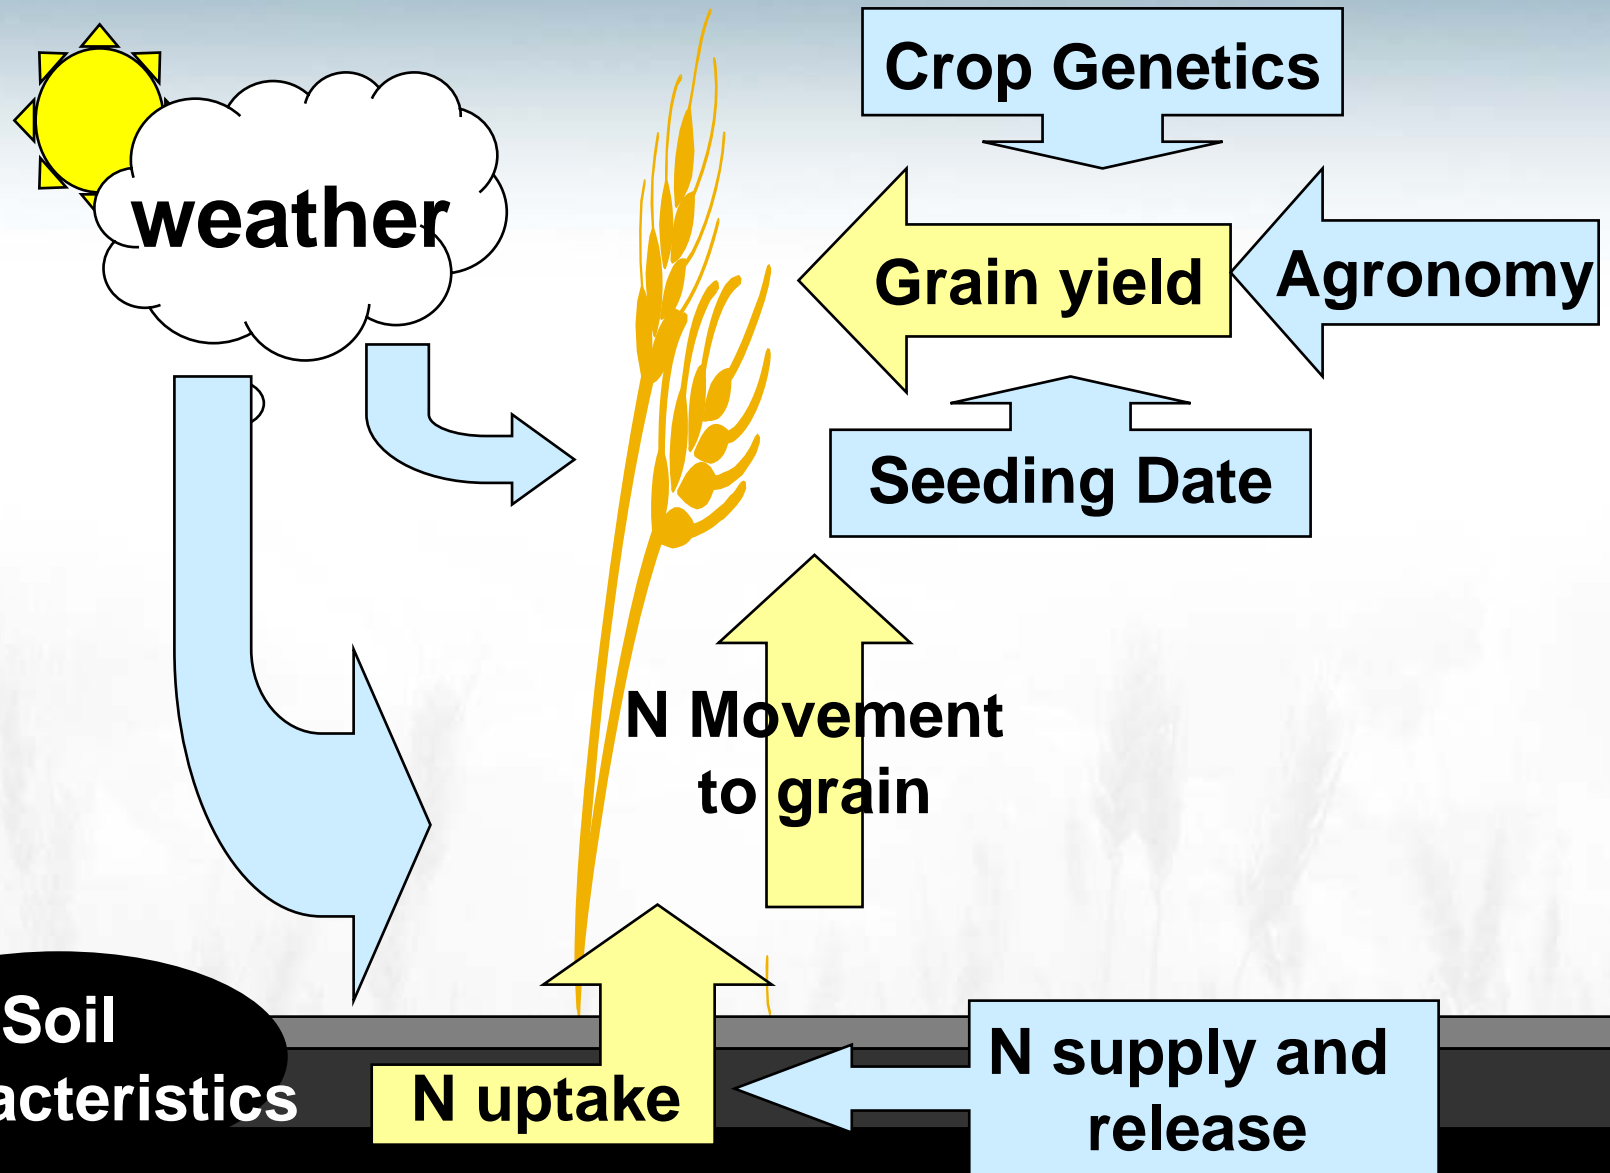 Crop Genetics
weather
Grain yield
Agronomy
Seeding Date
N Movement
to grain
Soil
acteristics
N uptake
N supply and
release